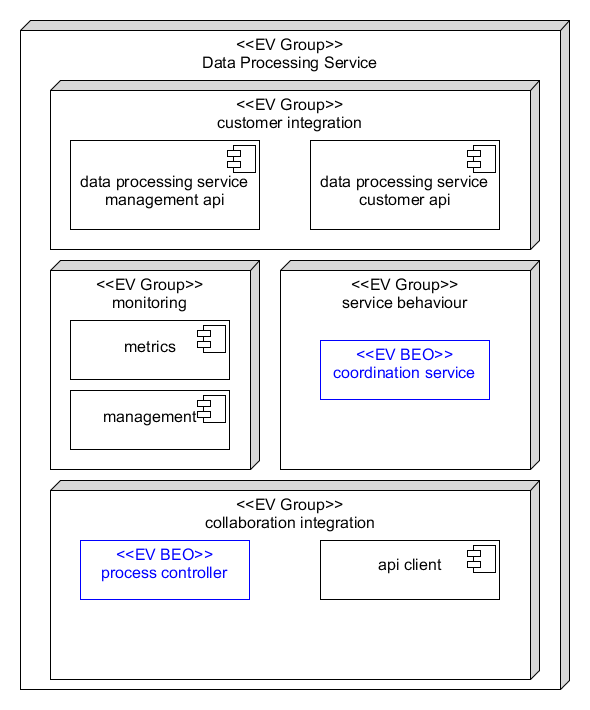 <<EV Group>>
Data Processing Service
<<EV Group>>
customer integration
data processing service
management api
data processing service
customer api
<<EV Group>>
monitoring
metrics
management
<<EV Group>>
service behaviour
<<EV BEO>>
coordination service
<<EV Group>>
collaboration integration
<<EV BEO>>
process controller
api client